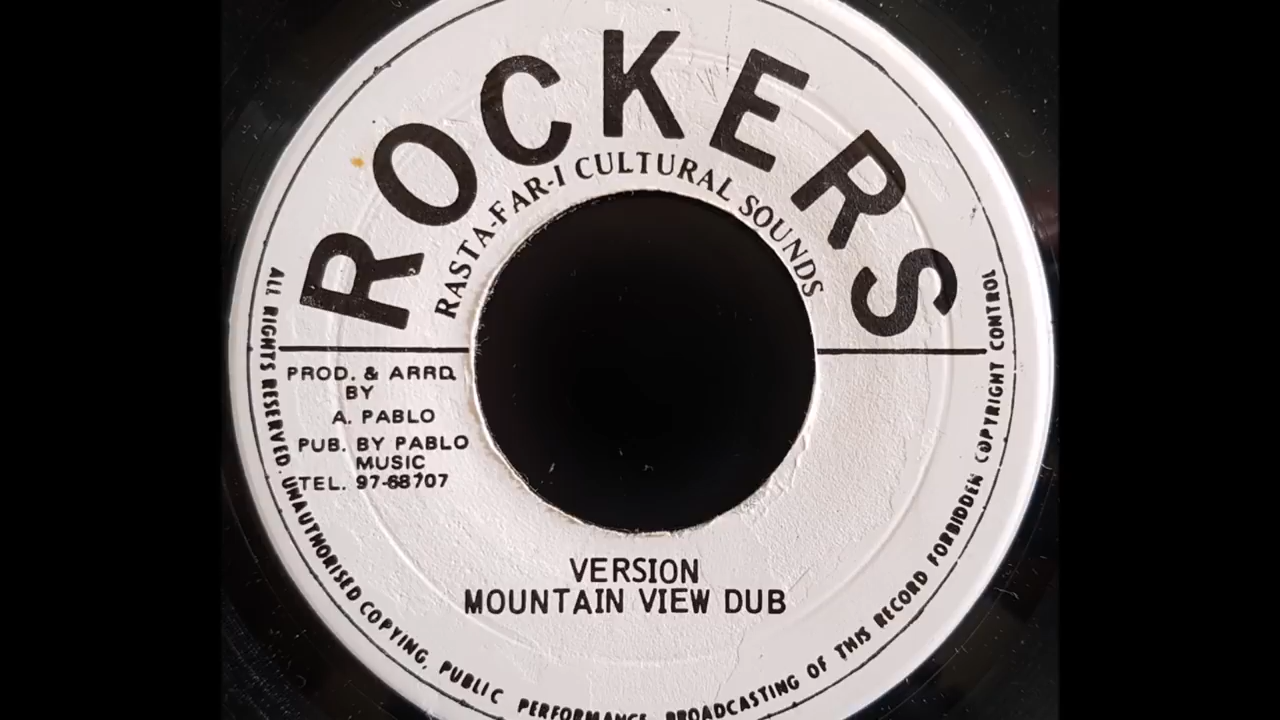 ROCKERS
RASTA-FAR-I CULTURAL SOUNDS
PROD. & ARRD.
BY
A. PABLO
PUB. BY PABLO
MUSIC
TEL. 97-68707
VERSION
MOUNTAIN VIEW DUB
ALL RIGHTS RESERVED. UNAUTHORISED COPYING, PUBLIC PERFORMANCE, BROADCASTING OF THIS RECORD FORBIDDEN COPYRIGHT CONTROL